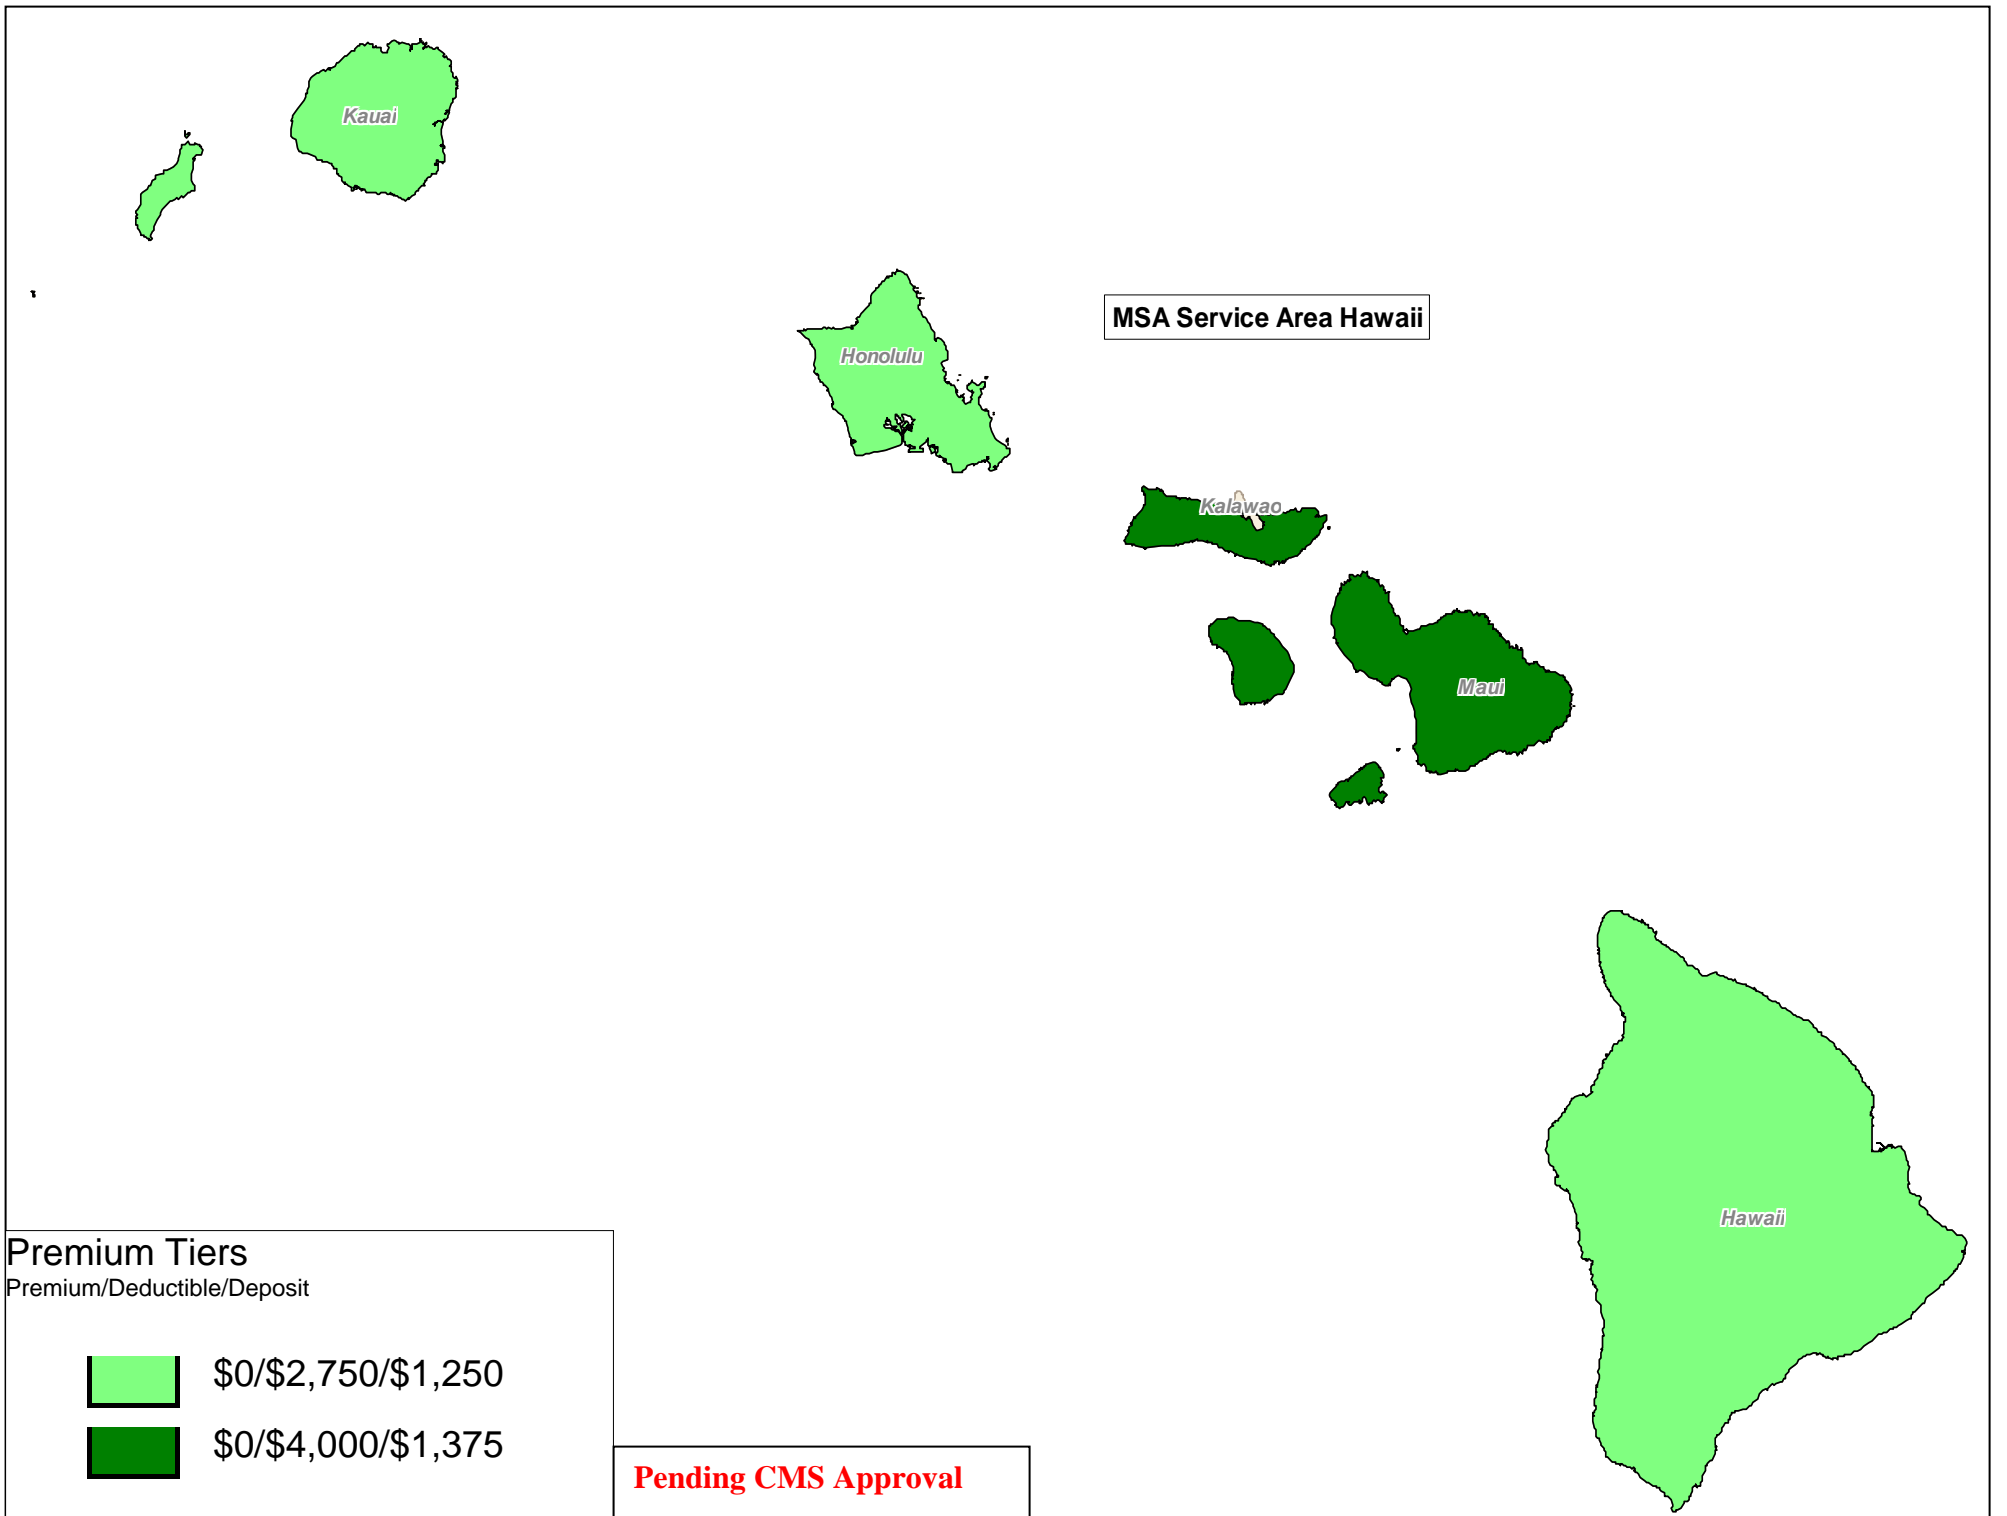 Kauai
MSA Service Area Hawaii
Honolulu
Kalawao
Maui
Hawaii
Premium Tiers
Premium/Deductible/Deposit
$0/$2,750/$1,250
$0/$4,000/$1,375
Pending CMS Approval